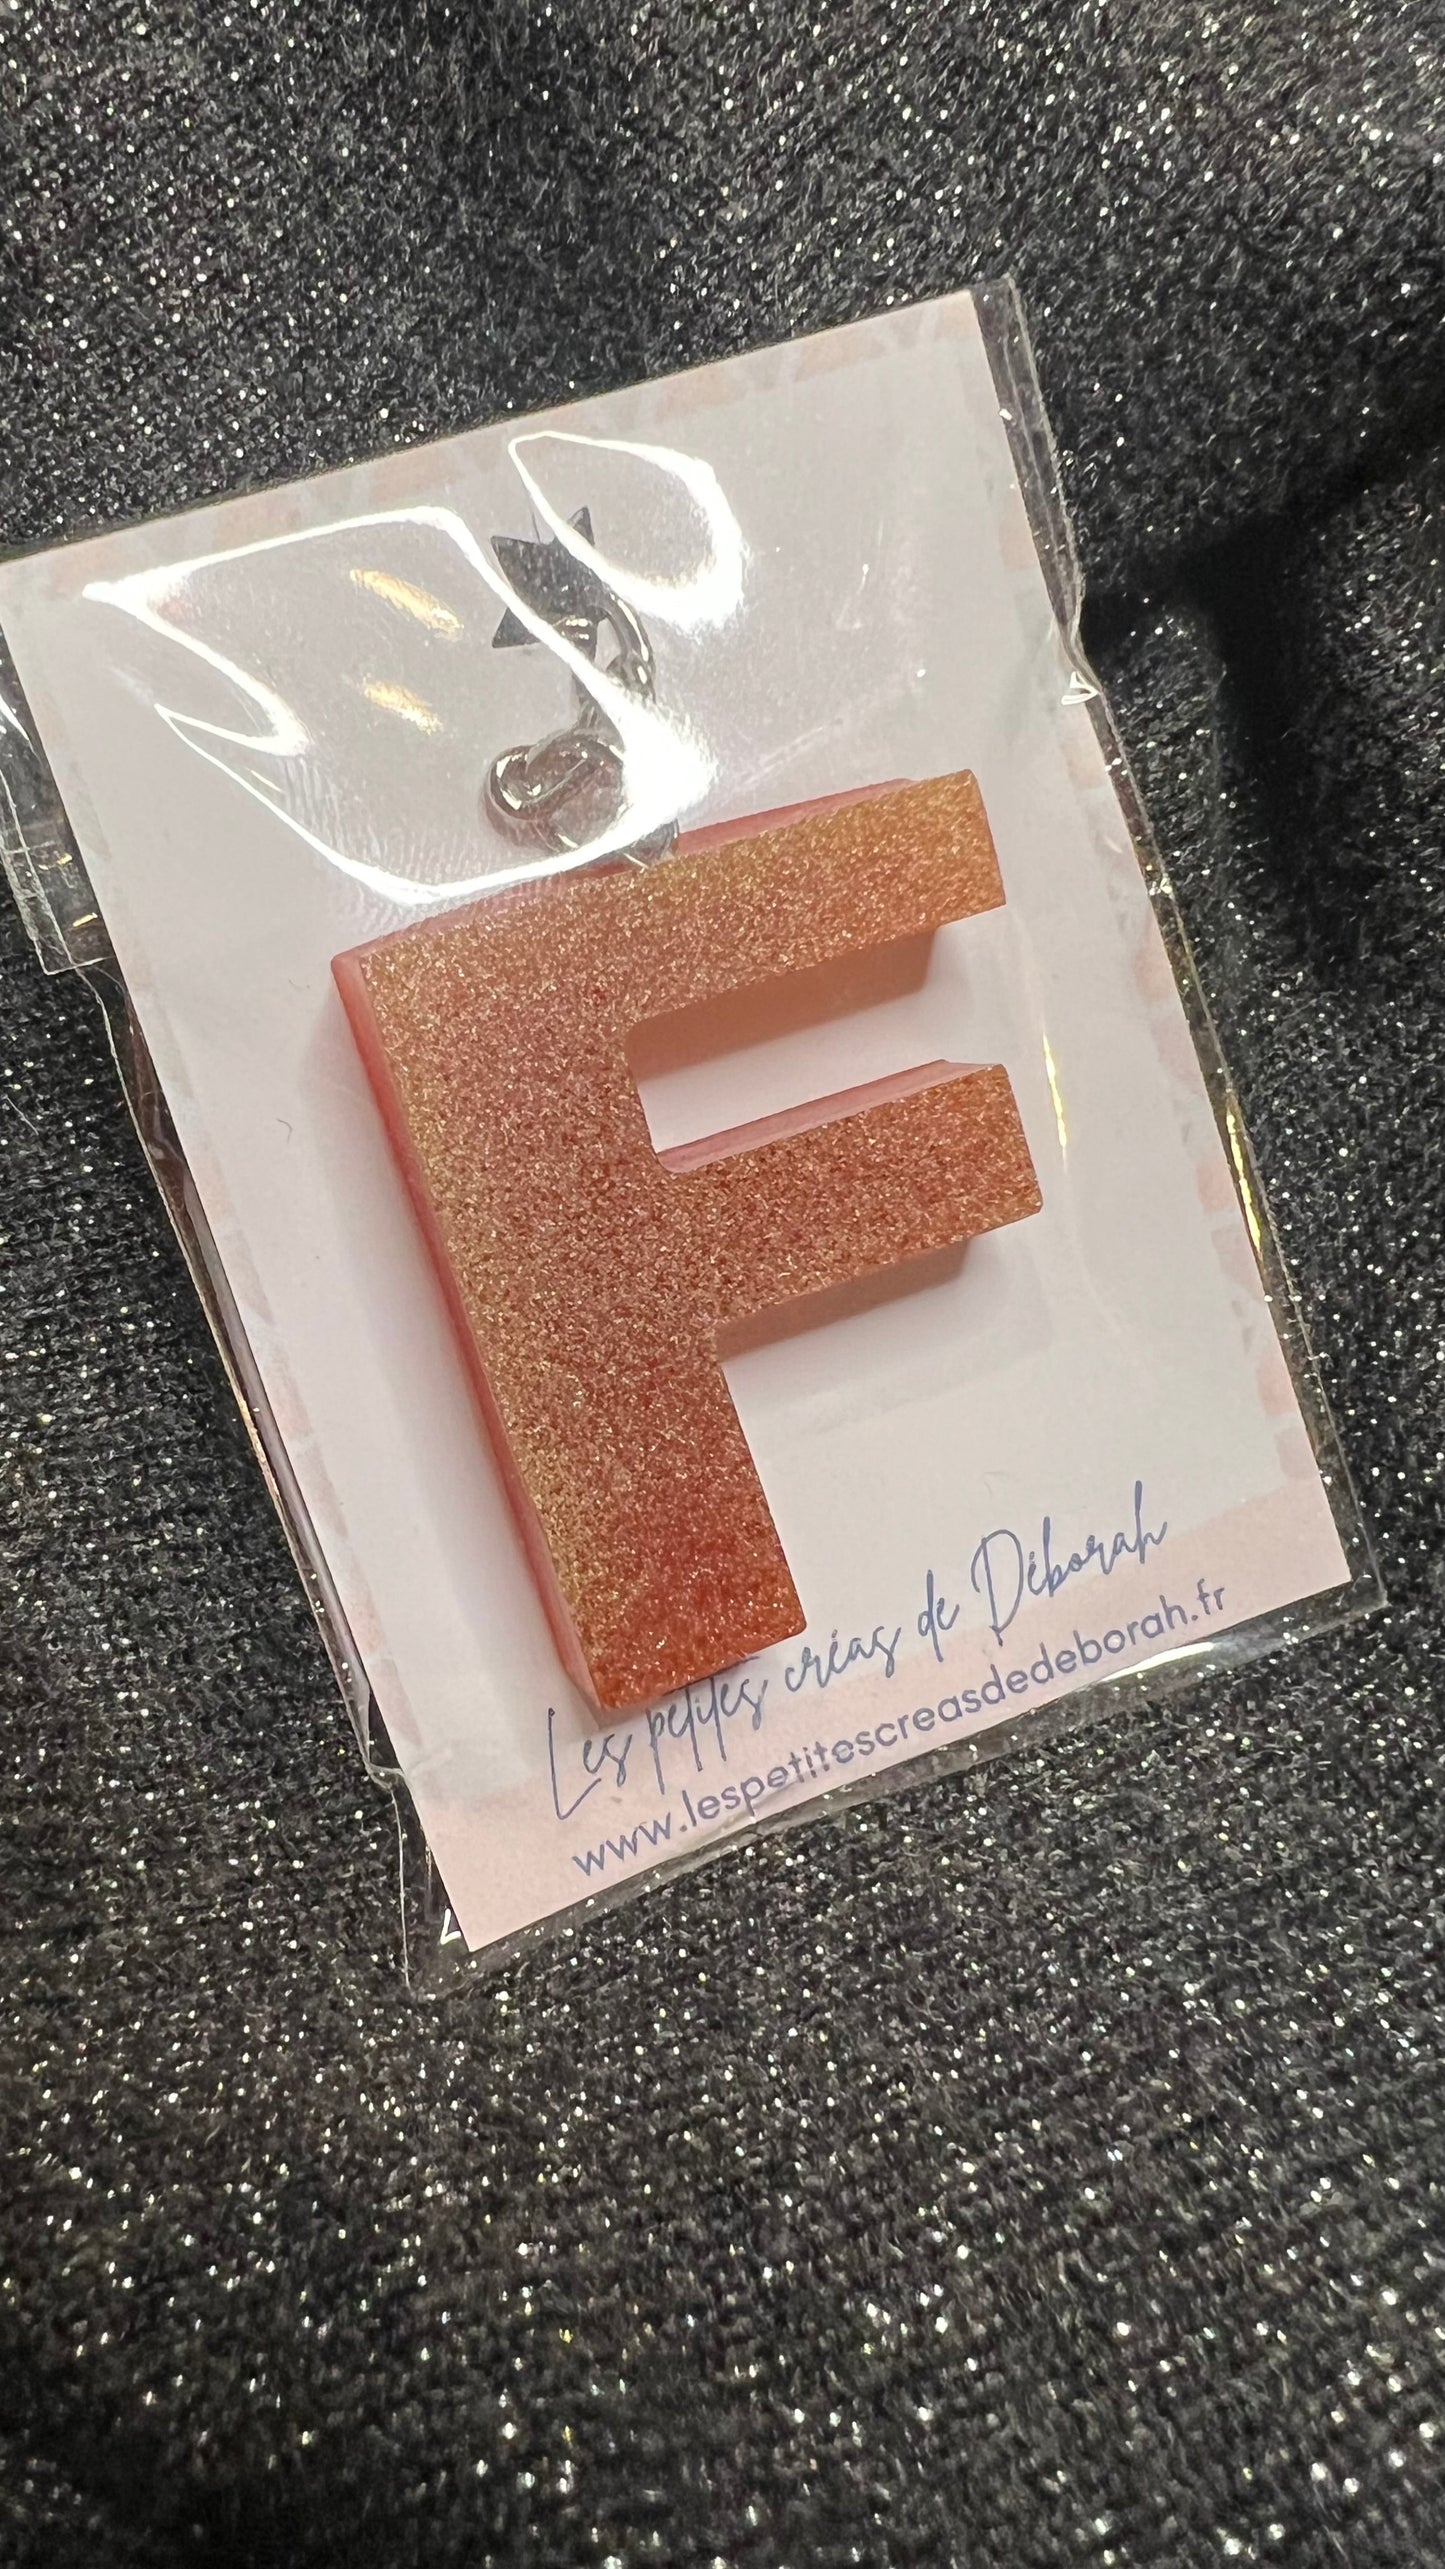 F
Les petites créas de Déborah
www.lespetitescreasdedeborah.fr